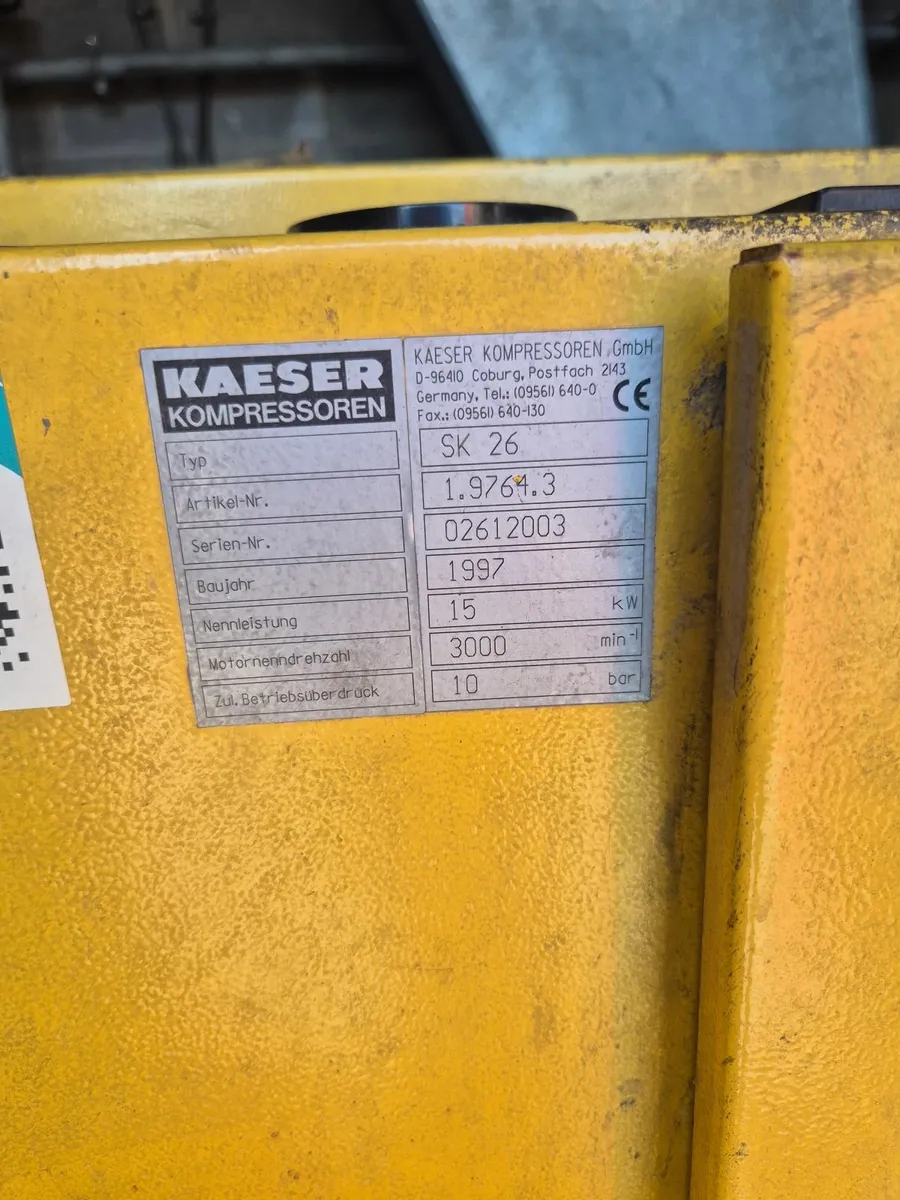 KAESER
KOMPRESSOREN
KAESER KOMPRESSOREN GmbH
D-96410 Coburg, Postfach 2143
Germany, Tel.: (09561) 640-0
Fax.: (09561) 640-130
CE
Typ SK 26
Artikel-Nr. 1.9764.3
Serien-Nr. 02612003
Baujahr 1997
Nennleistung 15 kW
Motornenndrehzahl 3000 min-1
Zul. Betriebsüberdruck 10 bar